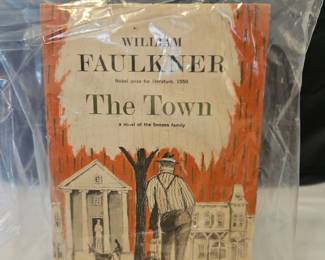 WILLIAM
FAULKNER
Nobel prize for literature, 1950
The Town
a novel of the Snopes family